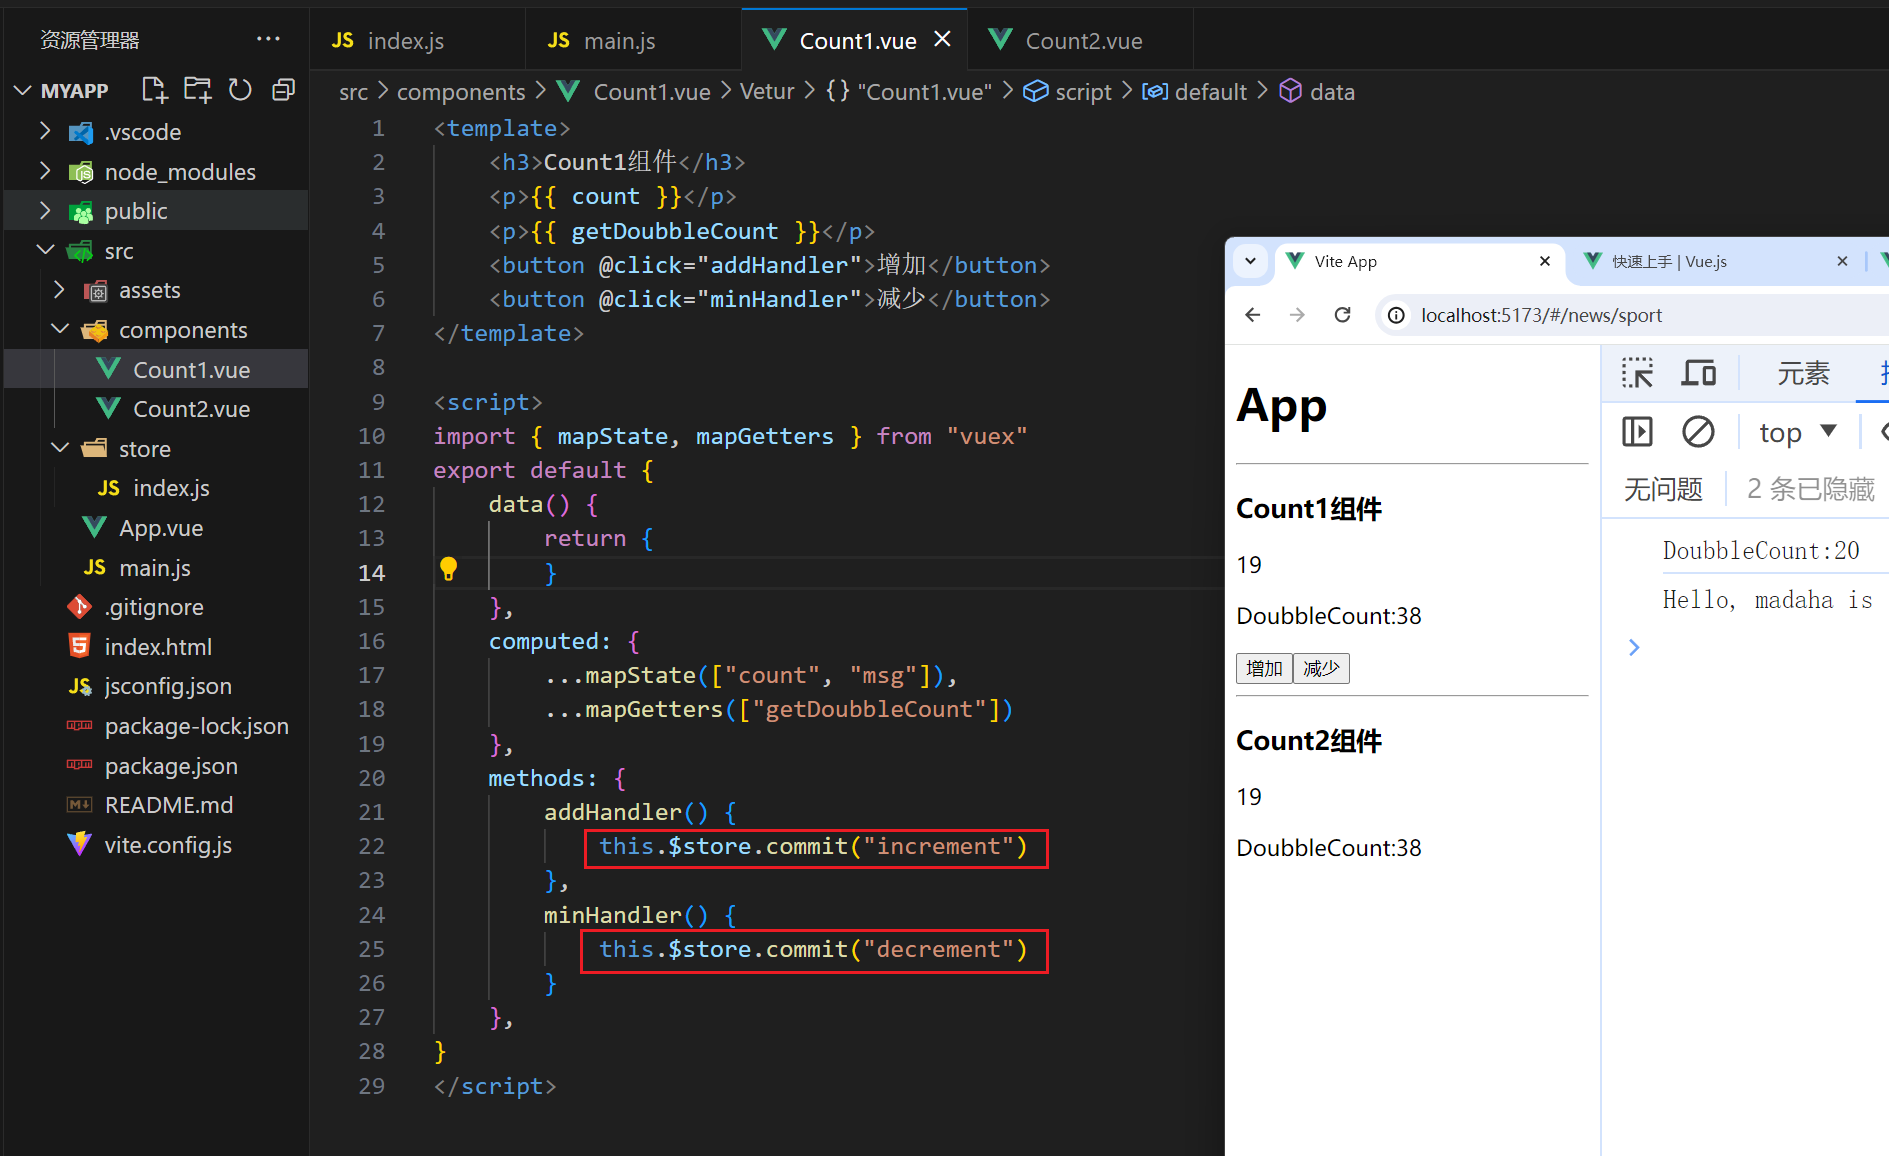 资源管理器
MYAPP
.vscode
node_modules
public
src
assets
components
Count1.vue
Count2.vue
store
index.js
App.vue
main.js
.gitignore
index.html
jsconfig.json
package-lock.json
package.json
README.md
vite.config.js
index.js
main.js
Count1.vue
Count2.vue
src > components > Count1.vue > Vetur > {} "Count1.vue" > script > default > data
1 <template>
2 <h3>Count1组件</h3>
3 <p>{{ count }}</p>
4 <p>{{ getDoubbleCount }}</p>
5 <button @click="addHandler">增加</button>
6 <button @click="minHandler">减少</button>
7 </template>
8
9 <script>
10 import { mapState, mapGetters } from "vuex"
11 export default {
12 data() {
13 return {
14 }
15 },
16 computed: {
17 ...mapState(["count", "msg"]),
18 ...mapGetters(["getDoubbleCount"])
19 },
20 methods: {
21 addHandler() {
22 this.$store.commit("increment")
23 },
24 minHandler() {
25 this.$store.commit("decrement")
26 }
27 },
28 }
29 </script>
Vite App
快速上手 | Vue.js
localhost:5173/#/news/sport
App
Count1组件
19
DoubbleCount:38
增加 减少
Count2组件
19
DoubbleCount:38
元素
top
无问题 2 条已隐藏
DoubbleCount:20
Hello, madaha is